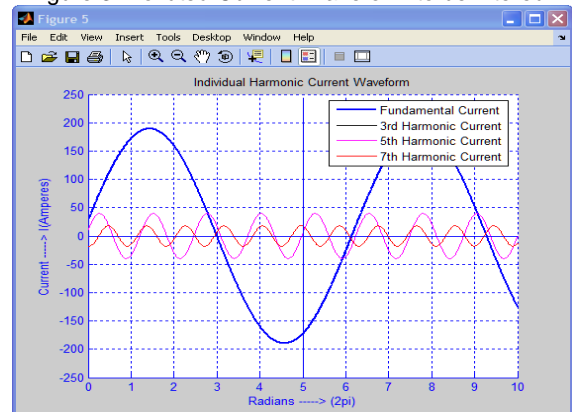 Figure 5
File Edit View Insert Tools Desktop Window Help
Individual Harmonic Current Waveform
Fundamental Current
3rd Harmonic Current
5th Harmonic Current
7th Harmonic Current
Current -----> I(Amperes)
250
200
150
100
50
0
-50
-100
-150
-200
-250
0 1 2 3 4 5 6 7 8 9 10
Radians -----> (2pi)